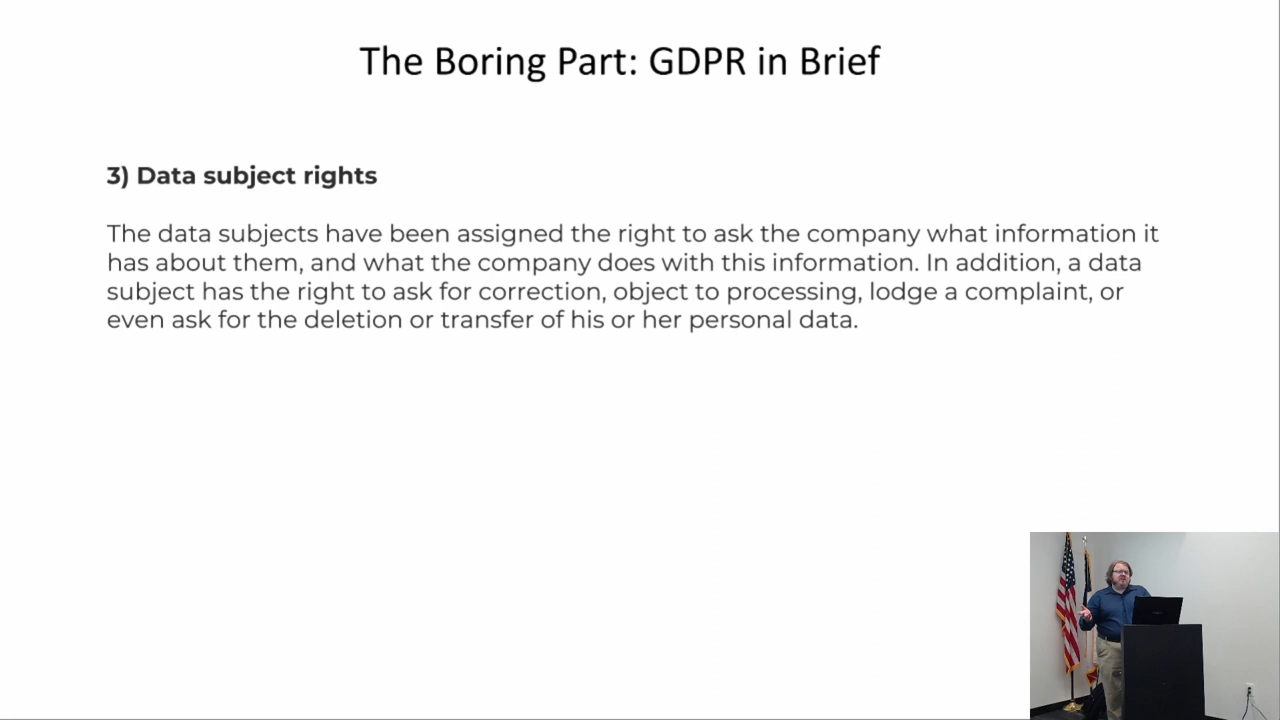 The Boring Part: GDPR in Brief
3) Data subject rights
The data subjects have been assigned the right to ask the company what information it
has about them, and what the company does with this information. In addition, a data
subject has the right to ask for correction, object to processing, lodge a complaint, or
even ask for the deletion or transfer of his or her personal data.